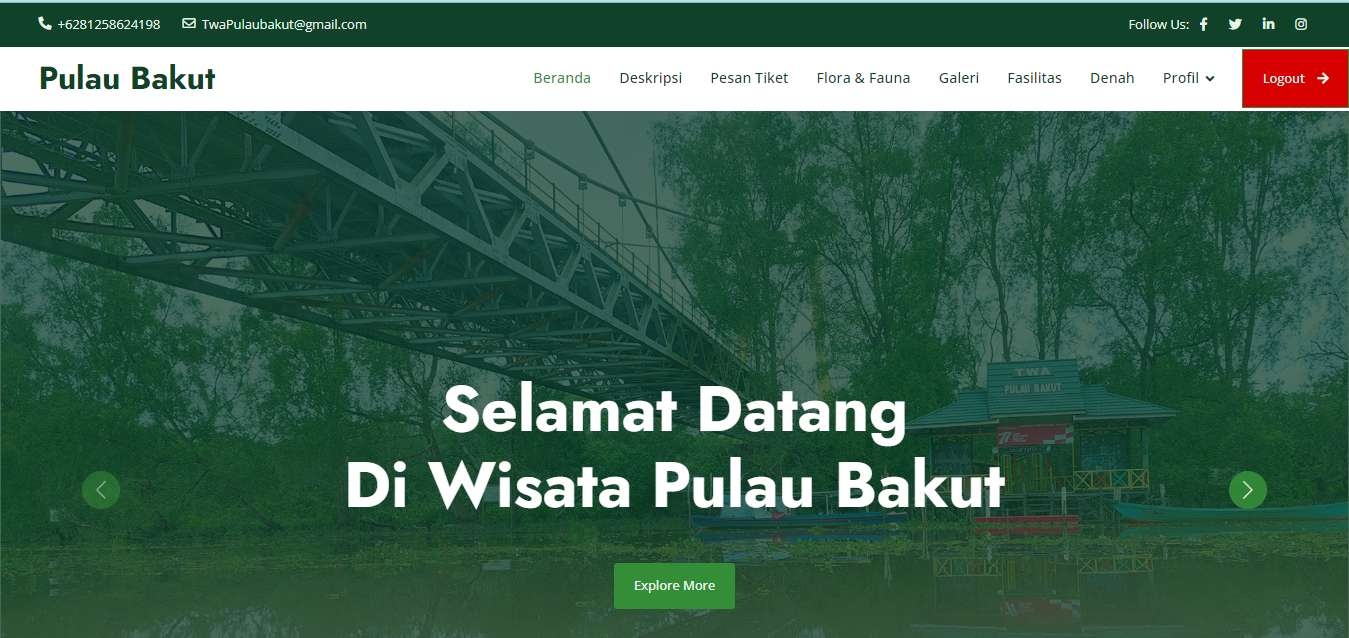 +6281258624198 TwaPulaubakut@gmail.com Follow Us:
Pulau Bakut Beranda Deskripsi Pesan Tiket Flora & Fauna Galeri Fasilitas Denah Profil Logout
TWA
PULAU BAKUT
77
Selamat Datang
Di Wisata Pulau Bakut
Explore More